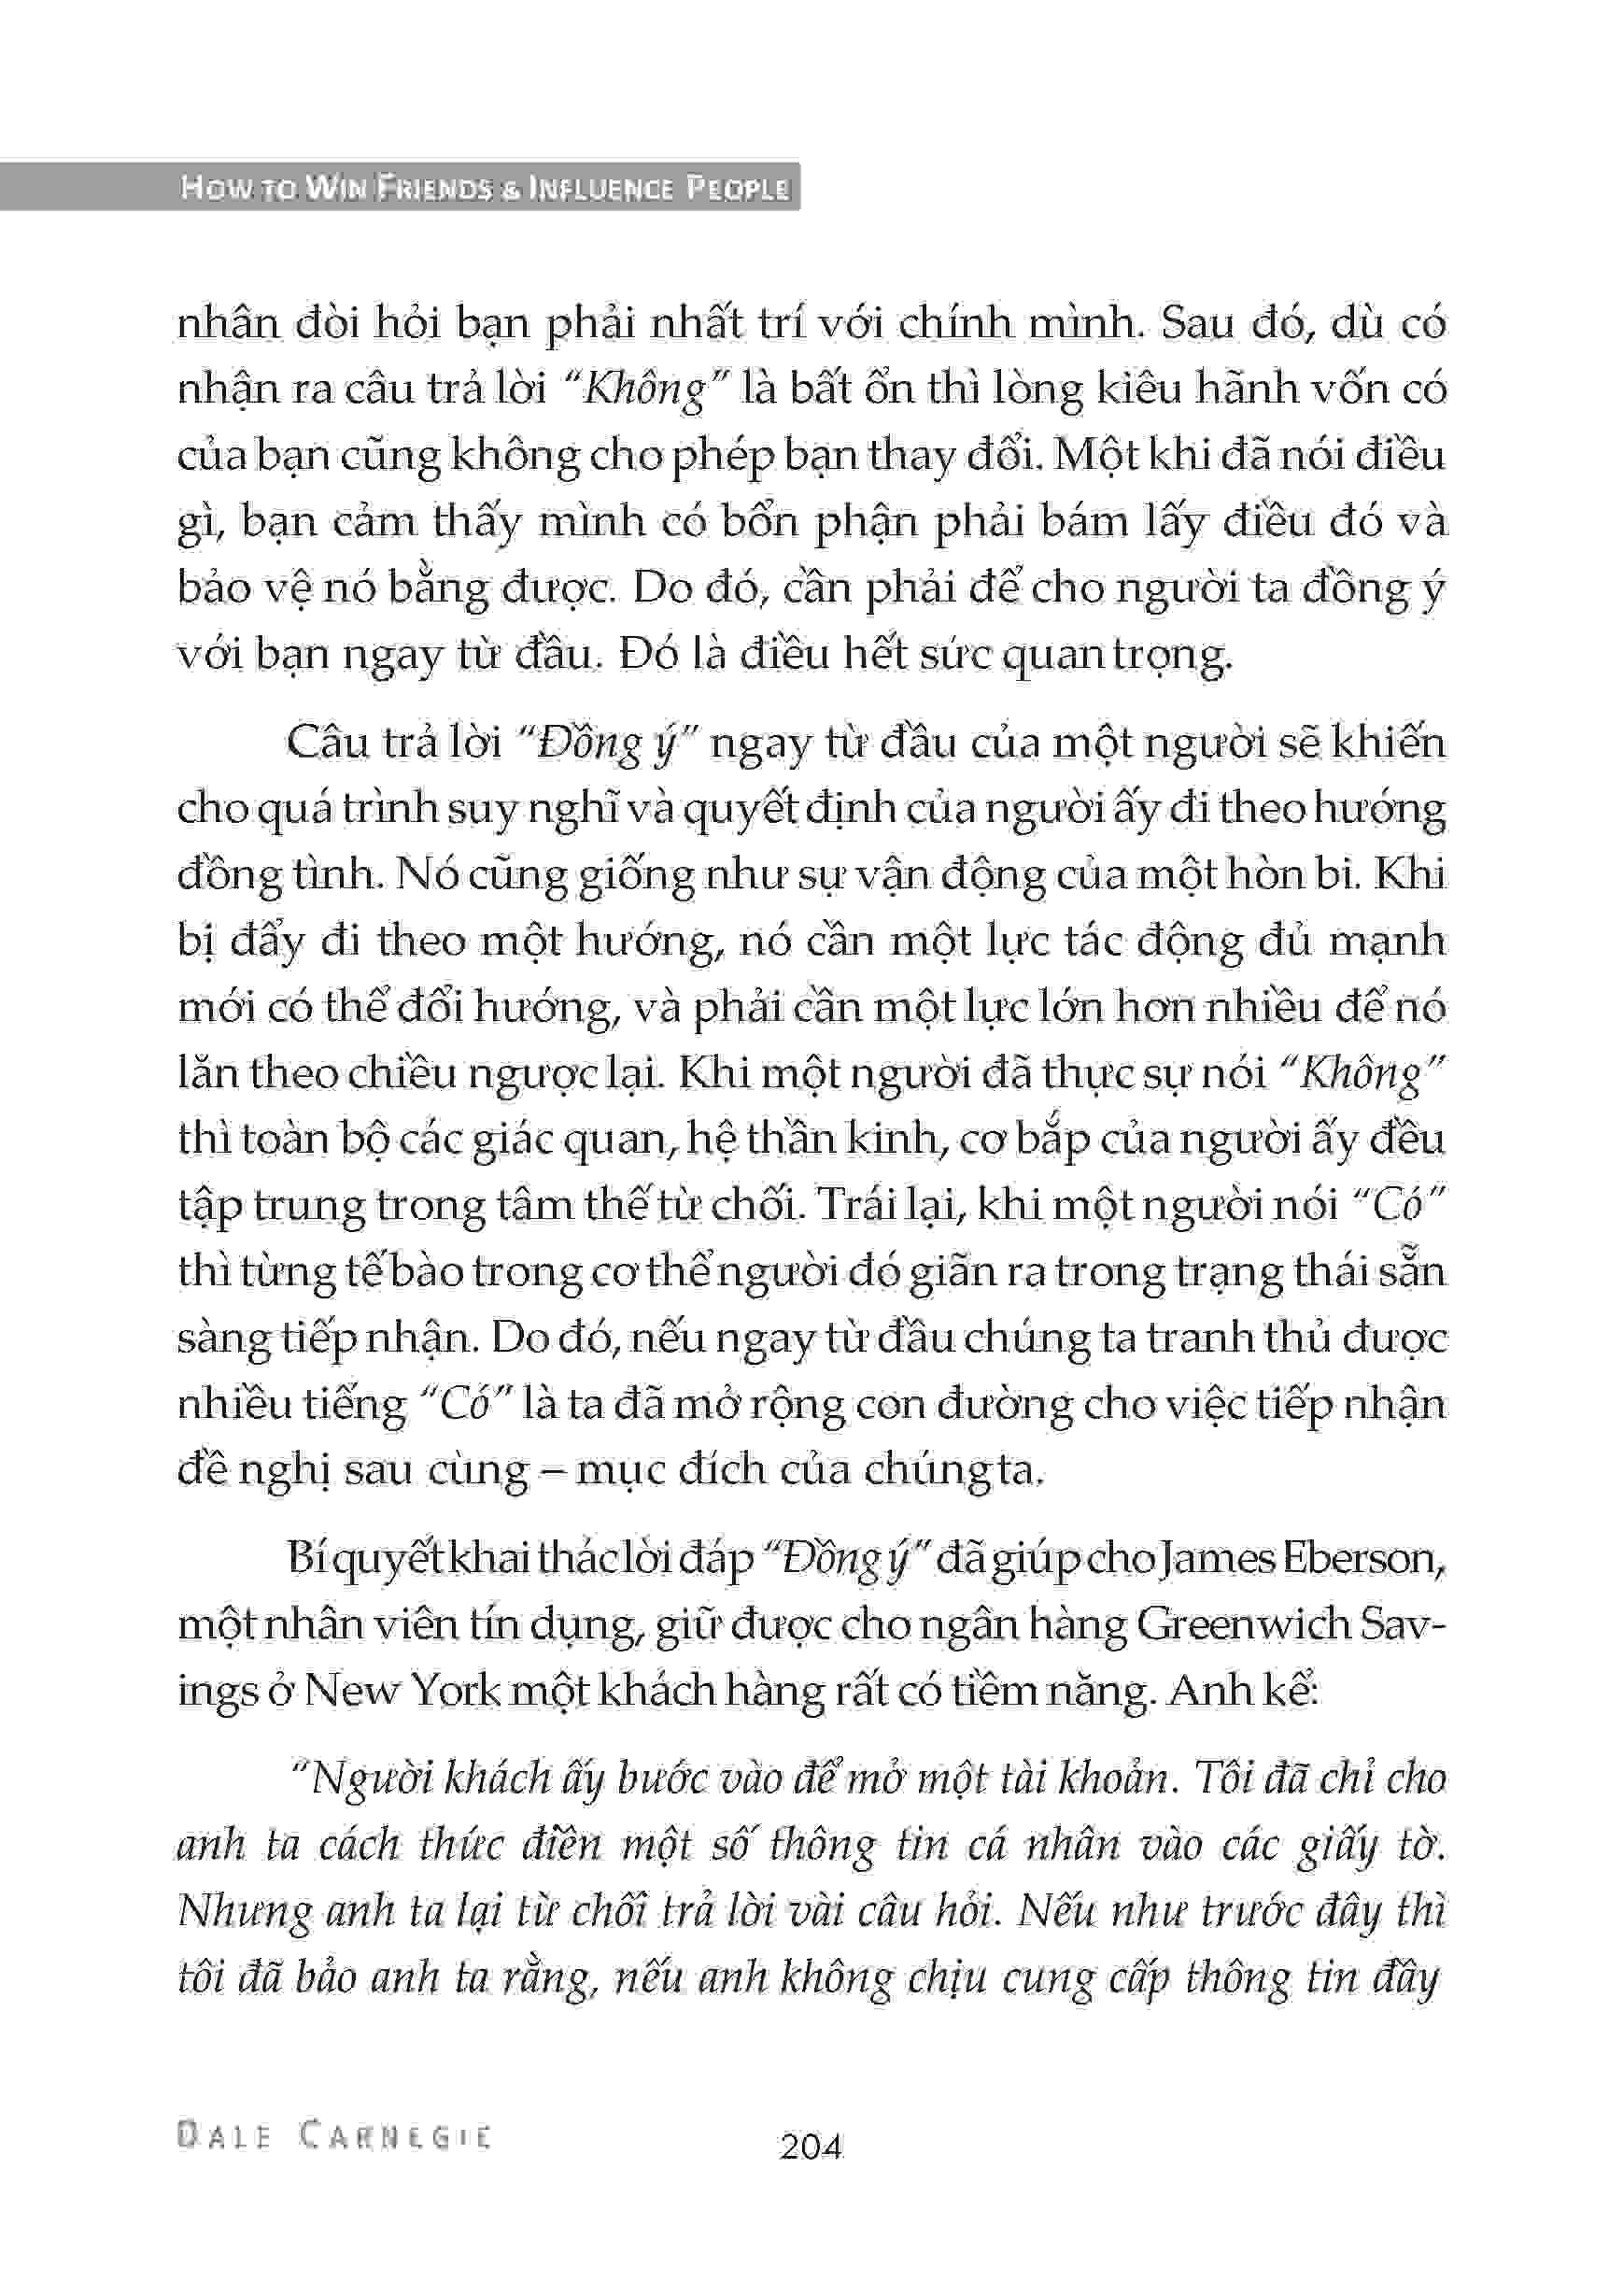 HOW TO WIN FRIENDS & INFLUENCE PEOPLE
nhân đòi hỏi bạn phải nhất trí với chính mình. Sau đó, dù có
nhận ra câu trả lời “Không” là bất ổn thì lòng kiêu hãnh vốn có
của bạn cũng không cho phép bạn thay đổi. Một khi đã nói điều
gì, bạn cảm thấy mình có bổn phận phải bám lấy điều đó và
bảo vệ nó bằng được. Do đó, cần phải để cho người ta đồng ý
với bạn ngay từ đầu. Đó là điều hết sức quan trọng.
Câu trả lời “Đồng ý” ngay từ đầu của một người sẽ khiến
cho quá trình suy nghĩ và quyết định của người ấy đi theo hướng
đồng tình. Nó cũng giống như sự vận động của một hòn bi. Khi
bị đẩy đi theo một hướng, nó cần một lực tác động đủ mạnh
mới có thể đổi hướng, và phải cần một lực lớn hơn nhiều để nó
lăn theo chiều ngược lại. Khi một người đã thực sự nói “Không”
thì toàn bộ các giác quan, hệ thần kinh, cơ bắp của người ấy đều
tập trung trong tâm thế từ chối. Trái lại, khi một người nói “Có”
thì từng tế bào trong cơ thể người đó giãn ra trong trạng thái sẵn
sàng tiếp nhận. Do đó, nếu ngay từ đầu chúng ta tranh thủ được
nhiều tiếng “Có” là ta đã mở rộng con đường cho việc tiếp nhận
đề nghị sau cùng – mục đích của chúng ta.
Bí quyết khai thác lời đáp “Đồng ý” đã giúp cho James Eberson,
một nhân viên tín dụng, giữ được cho ngân hàng Greenwich Sav-
ings ở New York một khách hàng rất có tiềm năng. Anh kể:
“Người khách ấy bước vào để mở một tài khoản. Tôi đã chỉ cho
anh ta cách thức điền một số thông tin cá nhân vào các giấy tờ.
Nhưng anh ta lại từ chối trả lời vài câu hỏi. Nếu như trước đây thì
tôi đã bảo anh ta rằng, nếu anh không chịu cung cấp thông tin đầy
DALE CARNEGIE
204